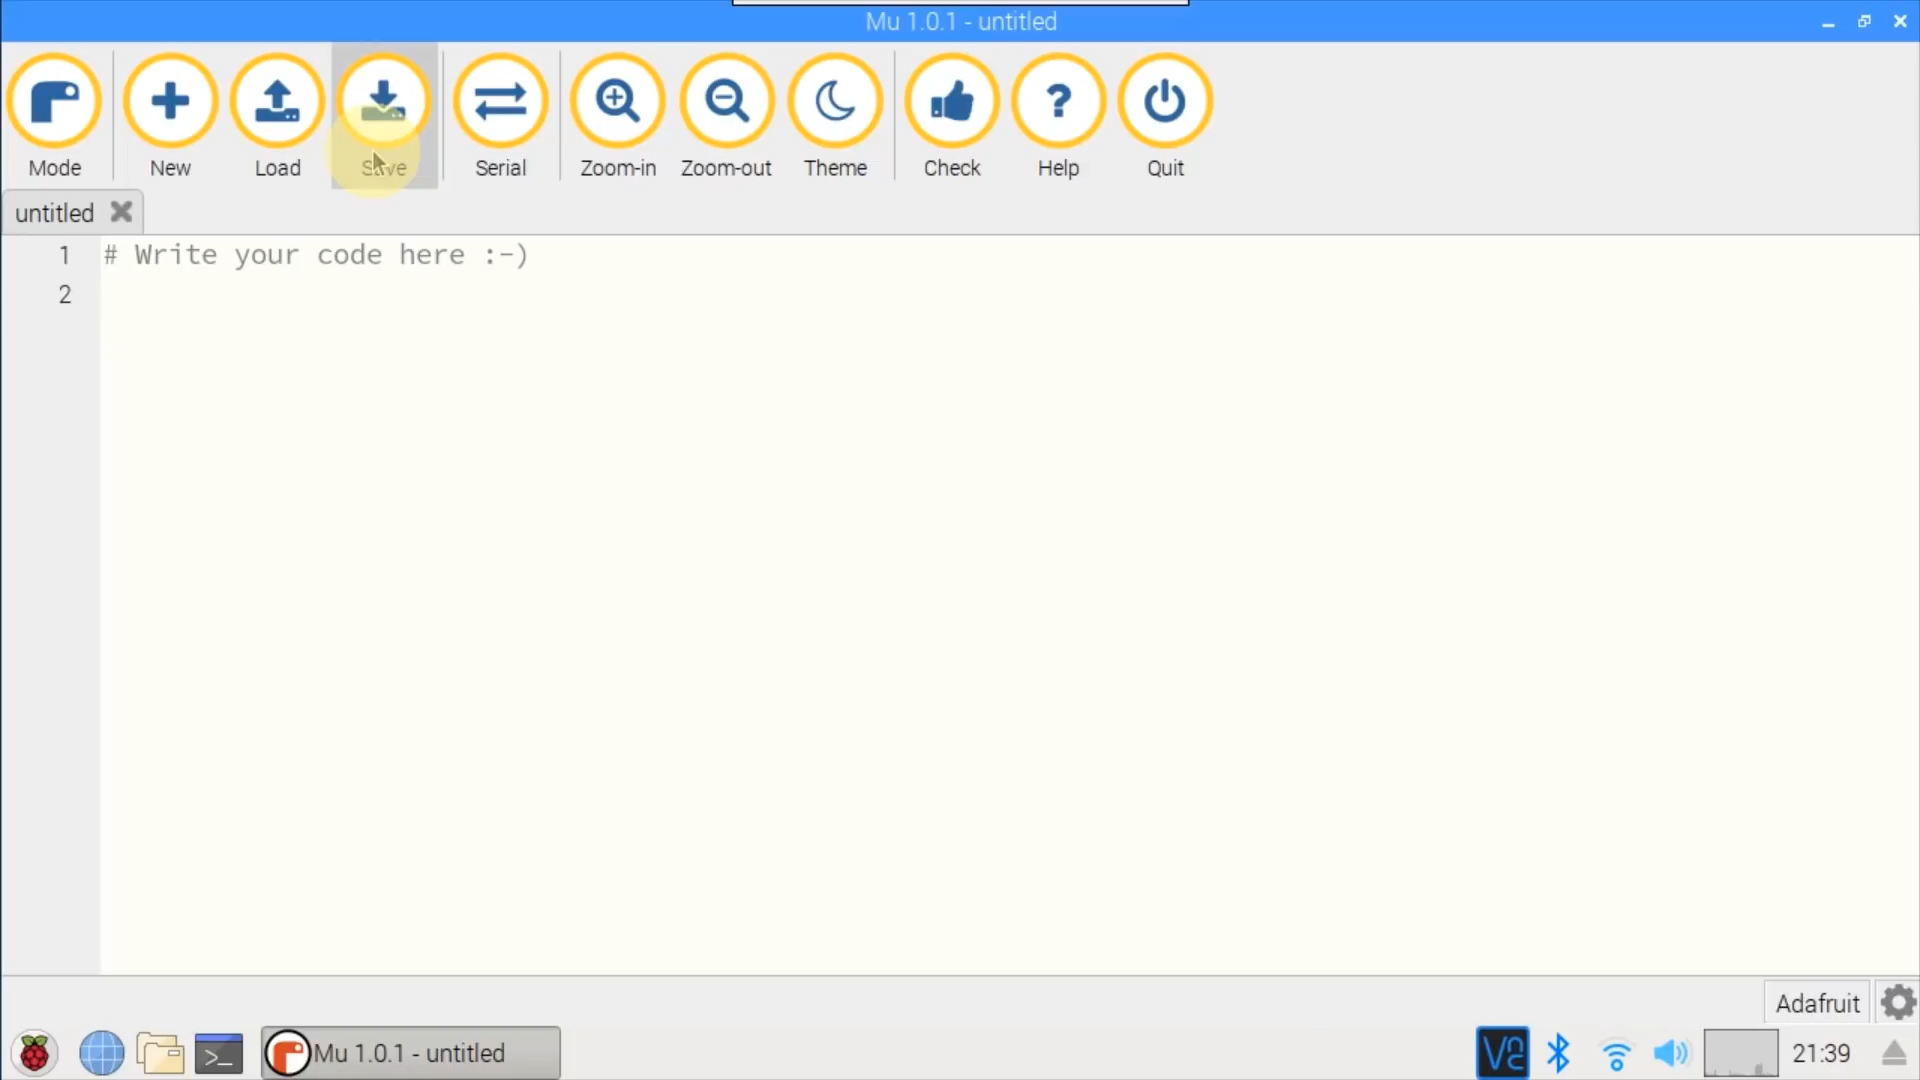 Mu 1.0.1 - untitled
Mode New Load Save Serial Zoom-in Zoom-out Theme Check Help Quit
untitled
1 # Write your code here :-)
2
Adafruit
Mu 1.0.1 - untitled
21:39